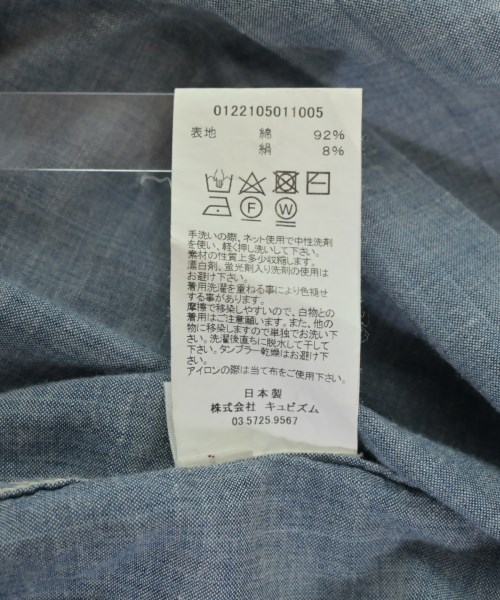 0122105011005
表地 綿 92%
絹 8%
F W
手洗いの際、ネット使用で中性洗剤
を使い、軽く押し洗いして下さい。
素材の性質上多少収縮します。
漂白剤、蛍光剤入り洗剤の使用は
お避け下さい。
着用洗濯を重ねる事により色褪せ
する事があります。
摩擦で移染しやすいので、白物との
着用はご注意願います。また、他の
物に移染しますので単独でお洗い下
さい。洗濯後直ちに脱水して干して
下さい。タンブラー乾燥はお避け下
さい。
アイロンの際は当て布をご使用下さい。
日本製
株式会社 キュビズム
03.5725.9567